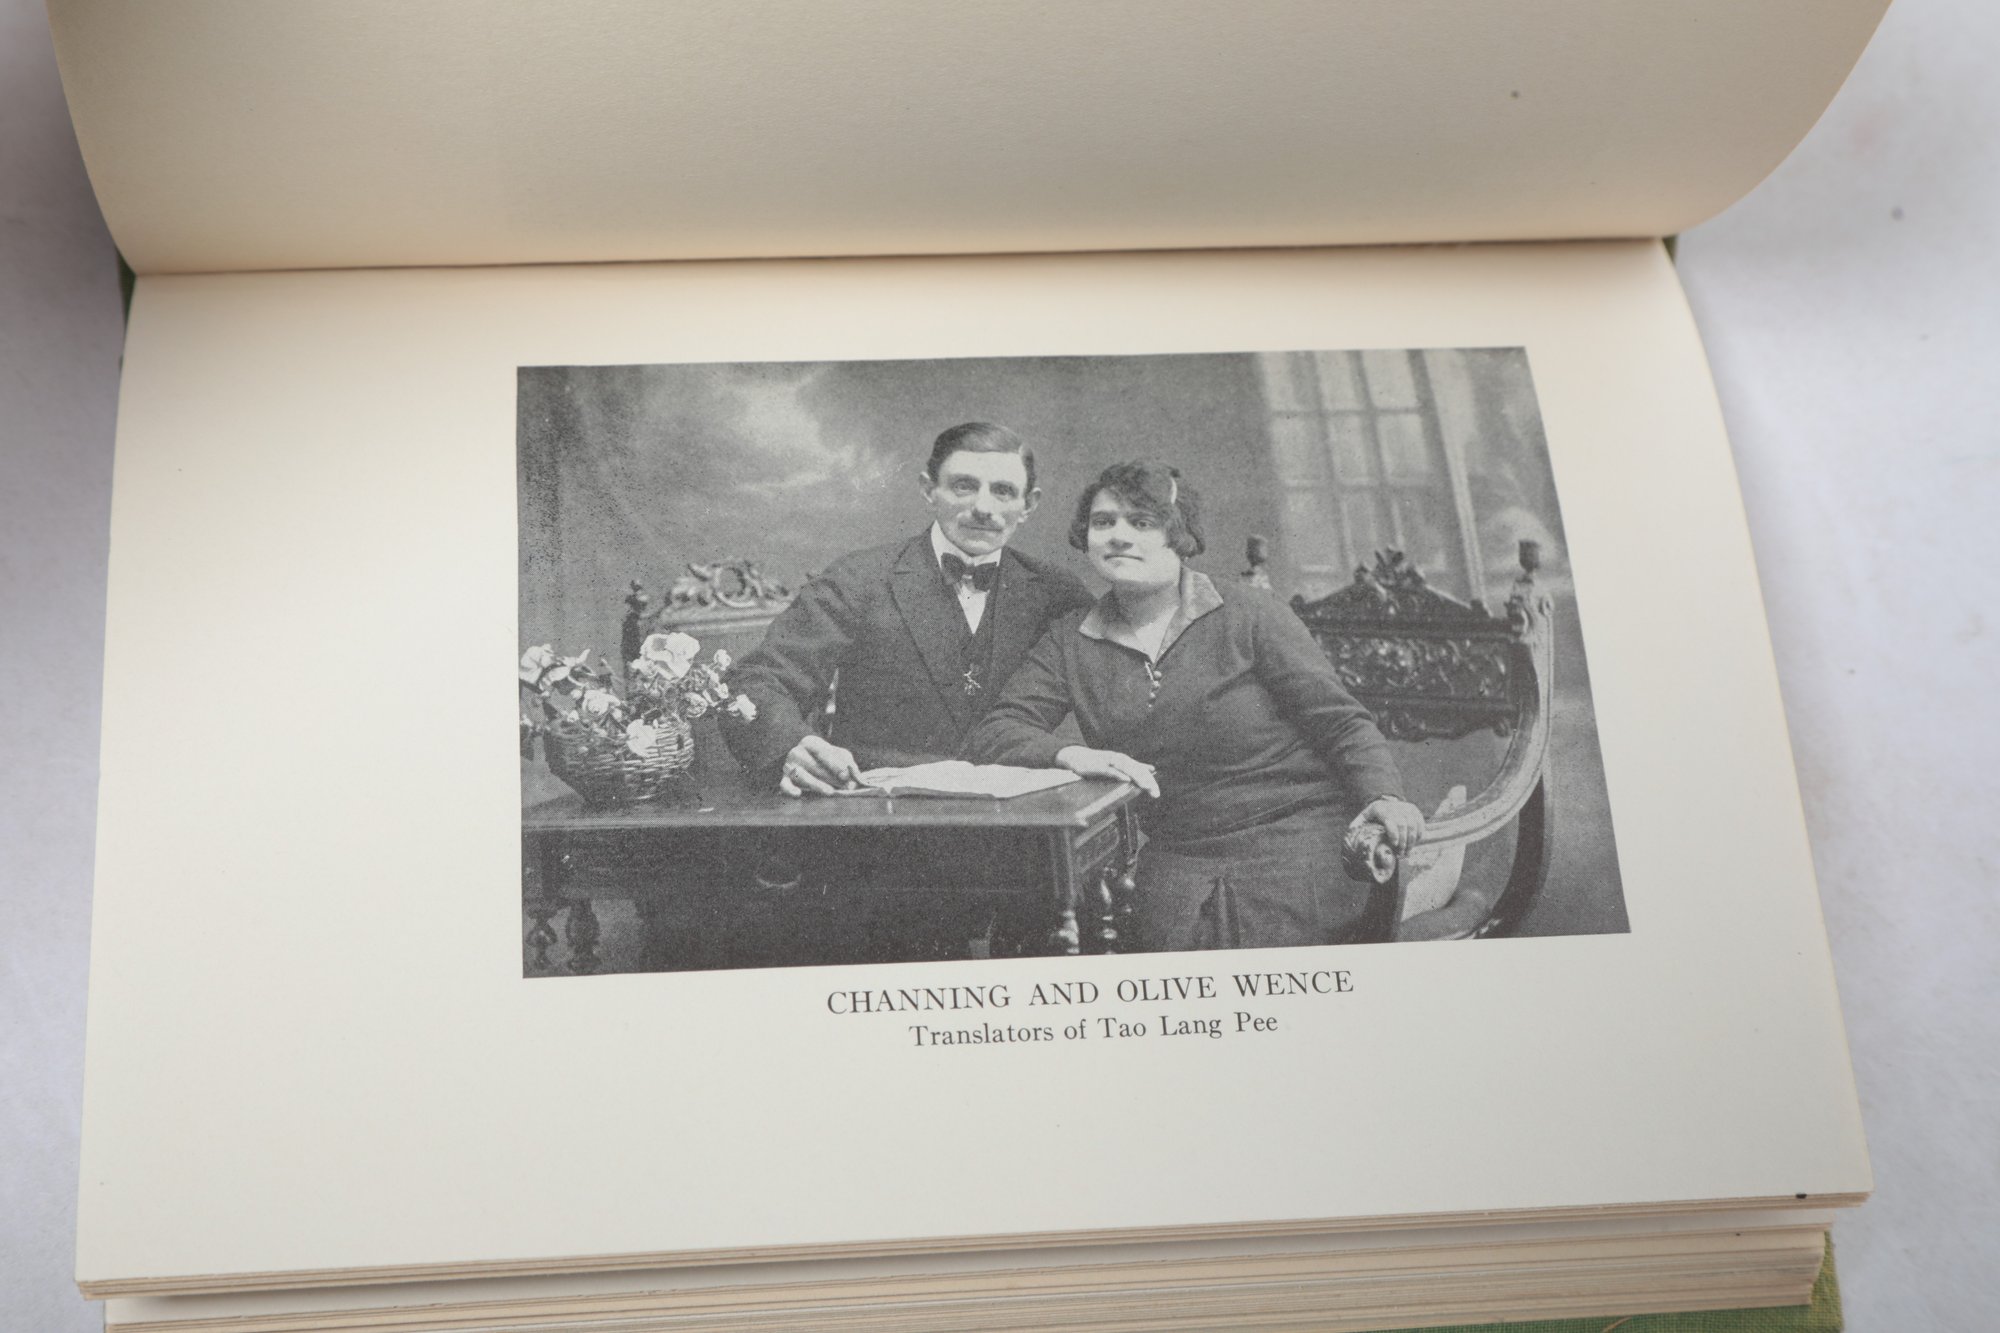 CHANNING AND OLIVE WENCE
Translators of Tao Lang Pee